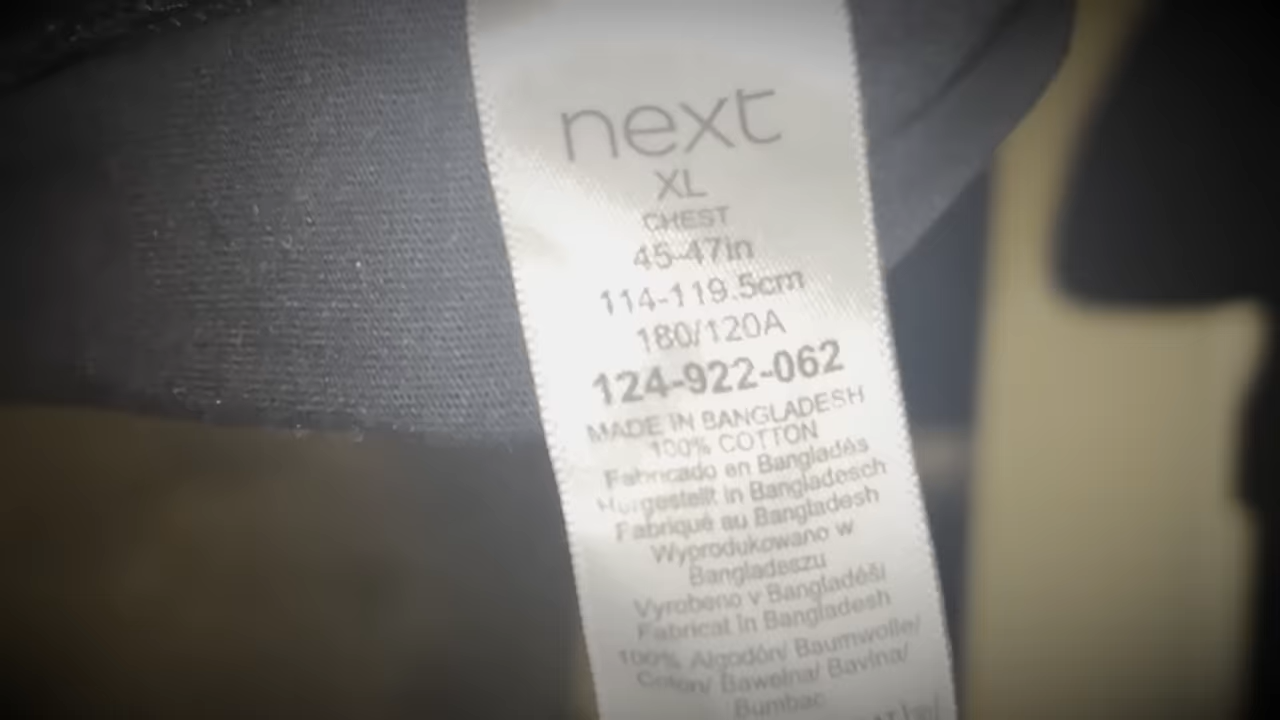 next
XL
CHEST
45-47in
114-119.5cm
180/120A
124-922-062
MADE IN BANGLADESH
100% COTTON
Fabricado en Bangladés
Hergestellt in Bangladesch
Fabriqué au Bangladesh
Wyprodukowano w
Bangladeszu
Vyrobeno v Bangladéši
Fabricat în Bangladesh
100% Algodón/ Baumwolle/
Coton/ Bawełna/ Bavlna/
Bumbac